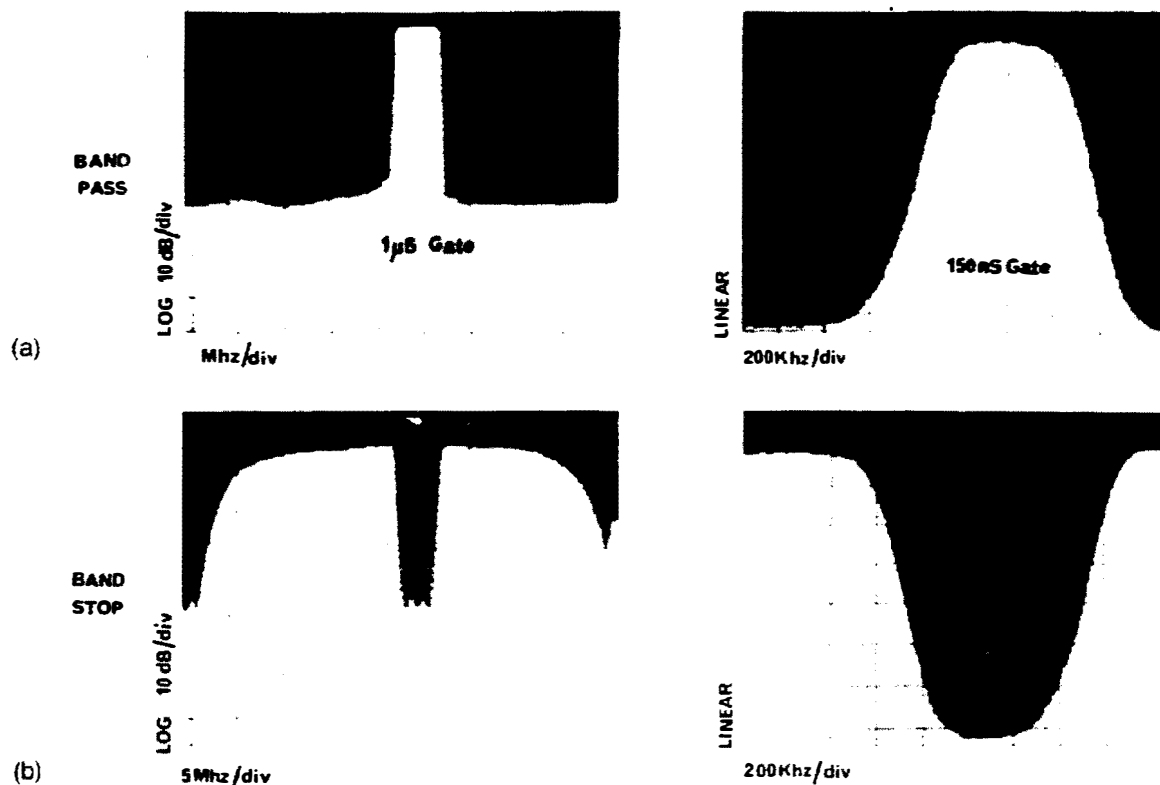 BAND
PASS
LOG 10 dB/div
1µS Gate
Mhz/div
LINEAR
150nS Gate
200Khz/div
(a)
BAND
STOP
LOG 10 dB/div
5Mhz/div
LINEAR
200Khz/div
(b)